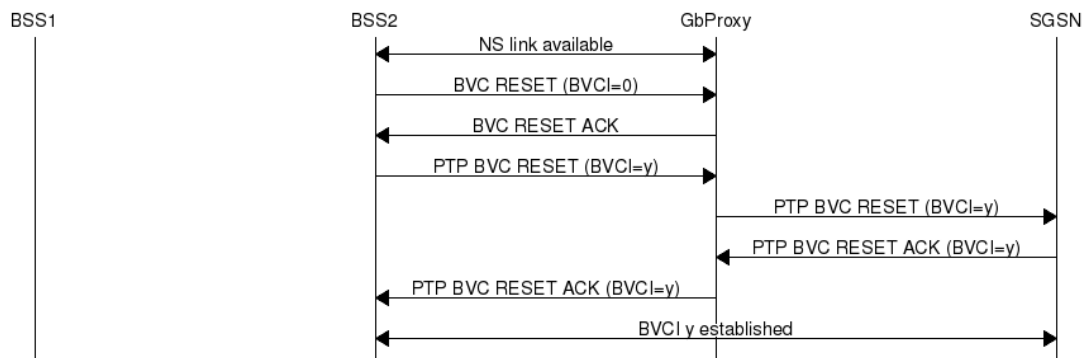 BSS1 BSS2 GbProxy SGSN
NS link available
BVC RESET (BVCI=0)
BVC RESET ACK
PTP BVC RESET (BVCI=y)
PTP BVC RESET (BVCI=y)
PTP BVC RESET ACK (BVCI=y)
PTP BVC RESET ACK (BVCI=y)
BVCI y established